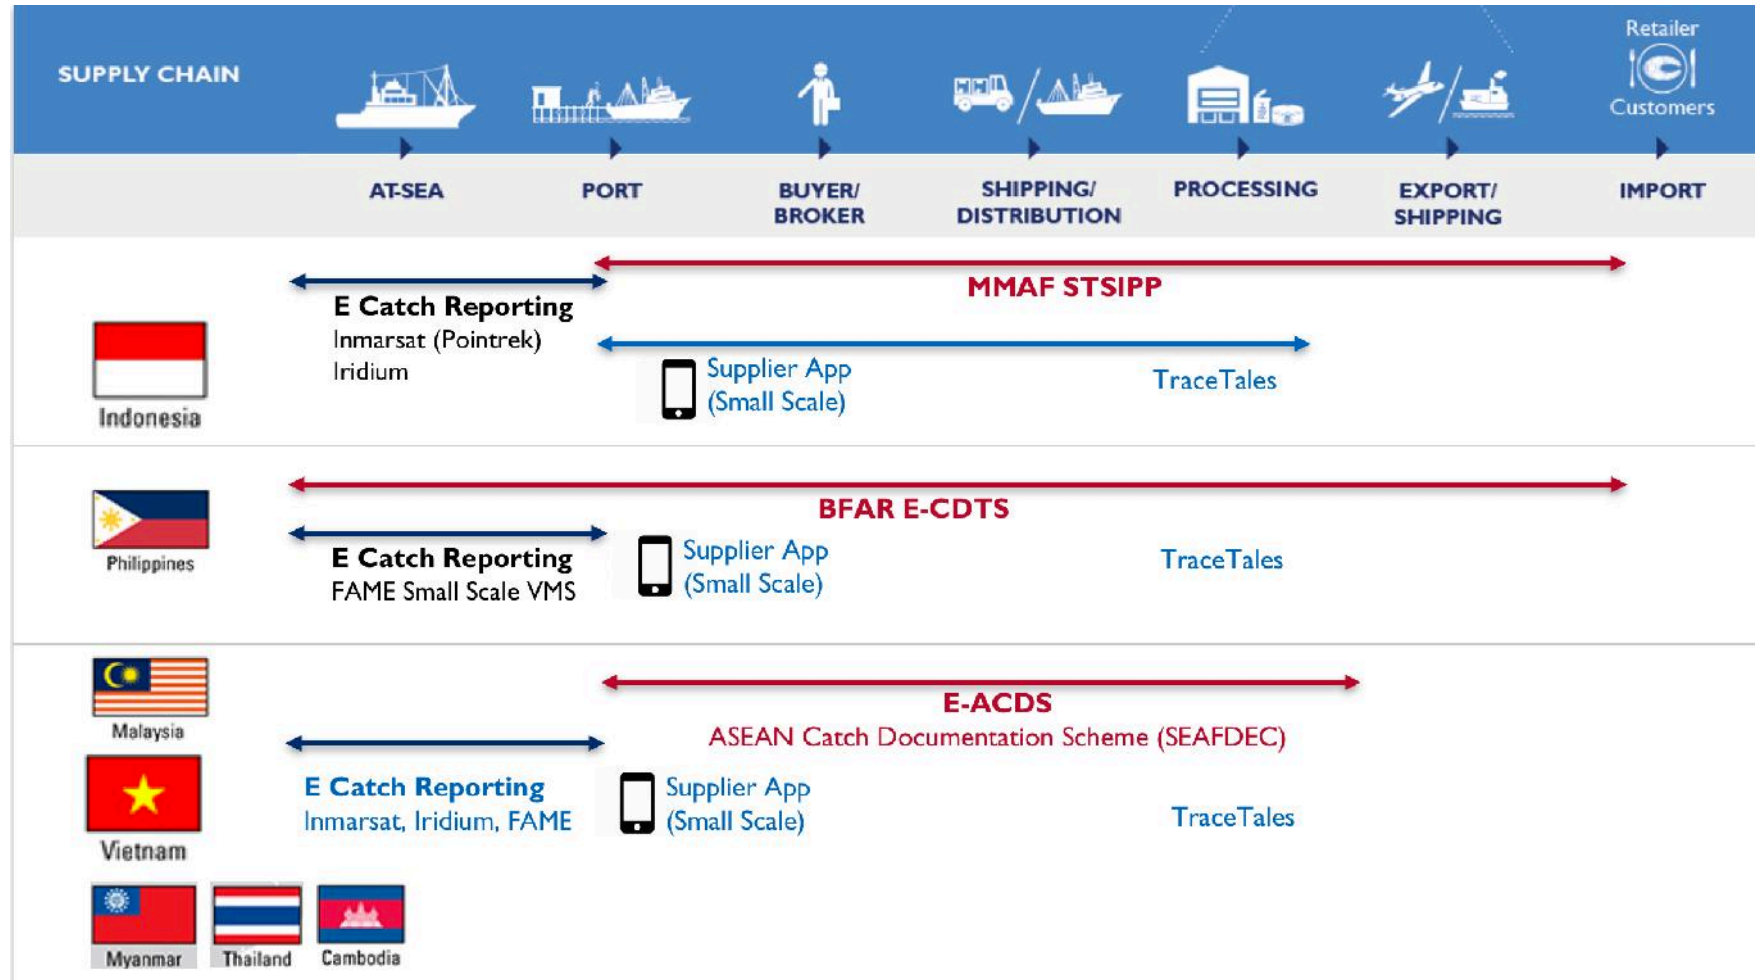 SUPPLY CHAIN
Retailer
Customers
AT-SEA
PORT
BUYER/
BROKER
SHIPPING/
DISTRIBUTION
PROCESSING
EXPORT/
SHIPPING
IMPORT
MMAF STSIPP
E Catch Reporting
Inmarsat (Pointrek)
Iridium
Supplier App
(Small Scale)
TraceTales
Indonesia
BFAR E-CDTS
E Catch Reporting
FAME Small Scale VMS
Supplier App
(Small Scale)
TraceTales
Philippines
Malaysia
E-ACDS
ASEAN Catch Documentation Scheme (SEAFDEC)
E Catch Reporting
Inmarsat, Iridium, FAME
Supplier App
(Small Scale)
TraceTales
Vietnam
Myanmar
Thailand
Cambodia